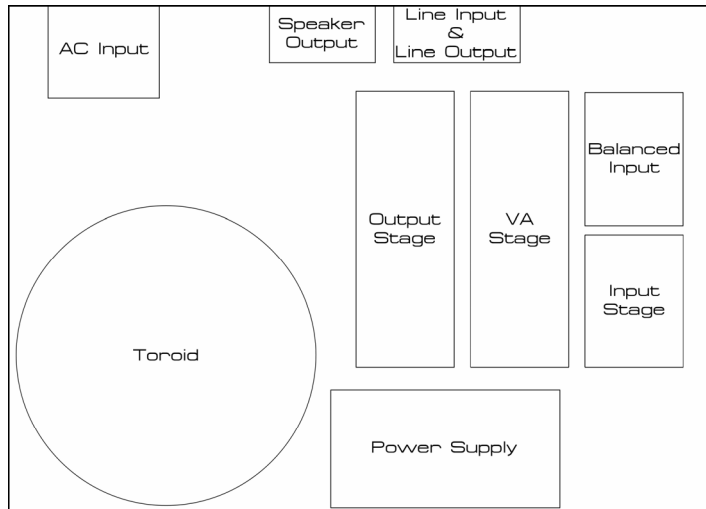 AC Input
Speaker
Output
Line Input
&
Line Output
Balanced
Input
Output
Stage
VA
Stage
Input
Stage
Toroid
Power Supply